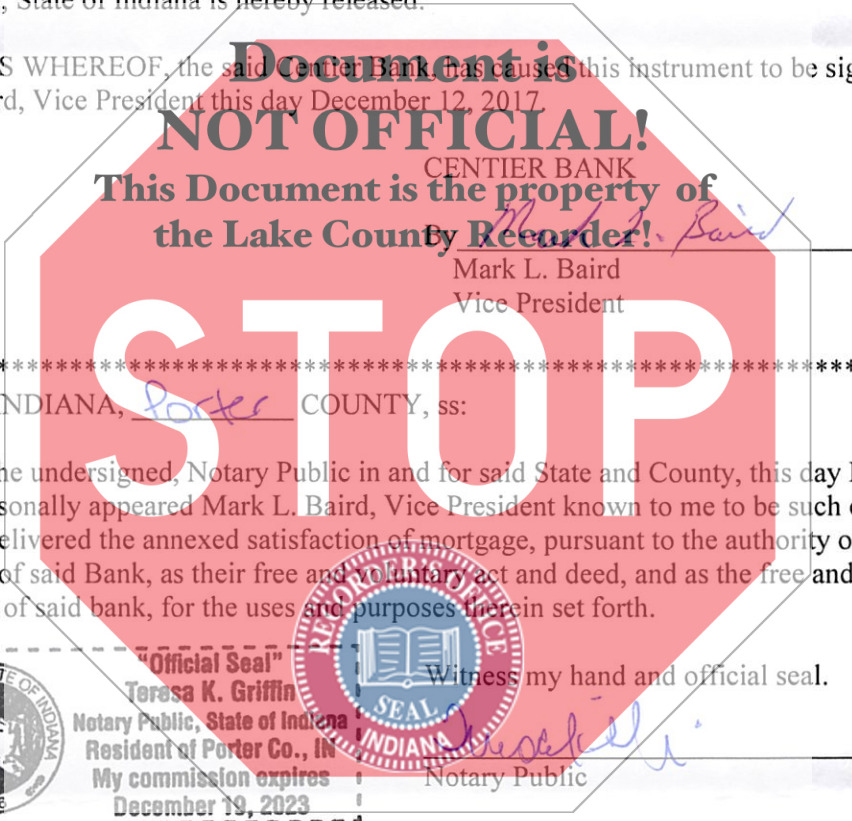 , State of Indiana is hereby released.
S WHEREOF, the said Centier Bank, has caused this instrument to be sig
rd, Vice President this day December 12, 2017.
Document is
NOT OFFICIAL!
This Document is the property of
the Lake County Recorder!
CENTIER BANK
By Mark L. Baird
Mark L. Baird
Vice President
STOP
************************************************************
NDIANA, Porter COUNTY, ss:
he undersigned, Notary Public in and for said State and County, this day
sonally appeared Mark L. Baird, Vice President known to me to be such
elivered the annexed satisfaction of mortgage, pursuant to the authority o
of said Bank, as their free and voluntary act and deed, and as the free and
of said bank, for the uses and purposes therein set forth.
RECORDER'S OFFICE
SEAL
INDIANA
"Official Seal"
Teresa K. Griffin
Notary Public, State of Indiana
Resident of Porter Co., IN
My commission expires
December 19, 2023
TE OF INDIANA
Witness my hand and official seal.
Notary Public